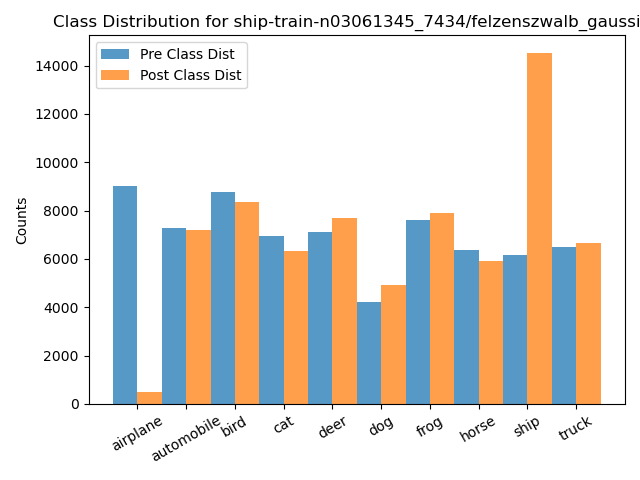 Class Distribution for ship-train-n03061345_7434/felzenszwalb_gaussi
Pre Class Dist
Post Class Dist
Counts
14000
12000
10000
8000
6000
4000
2000
0
airplane
automobile
bird
cat
deer
dog
frog
horse
ship
truck